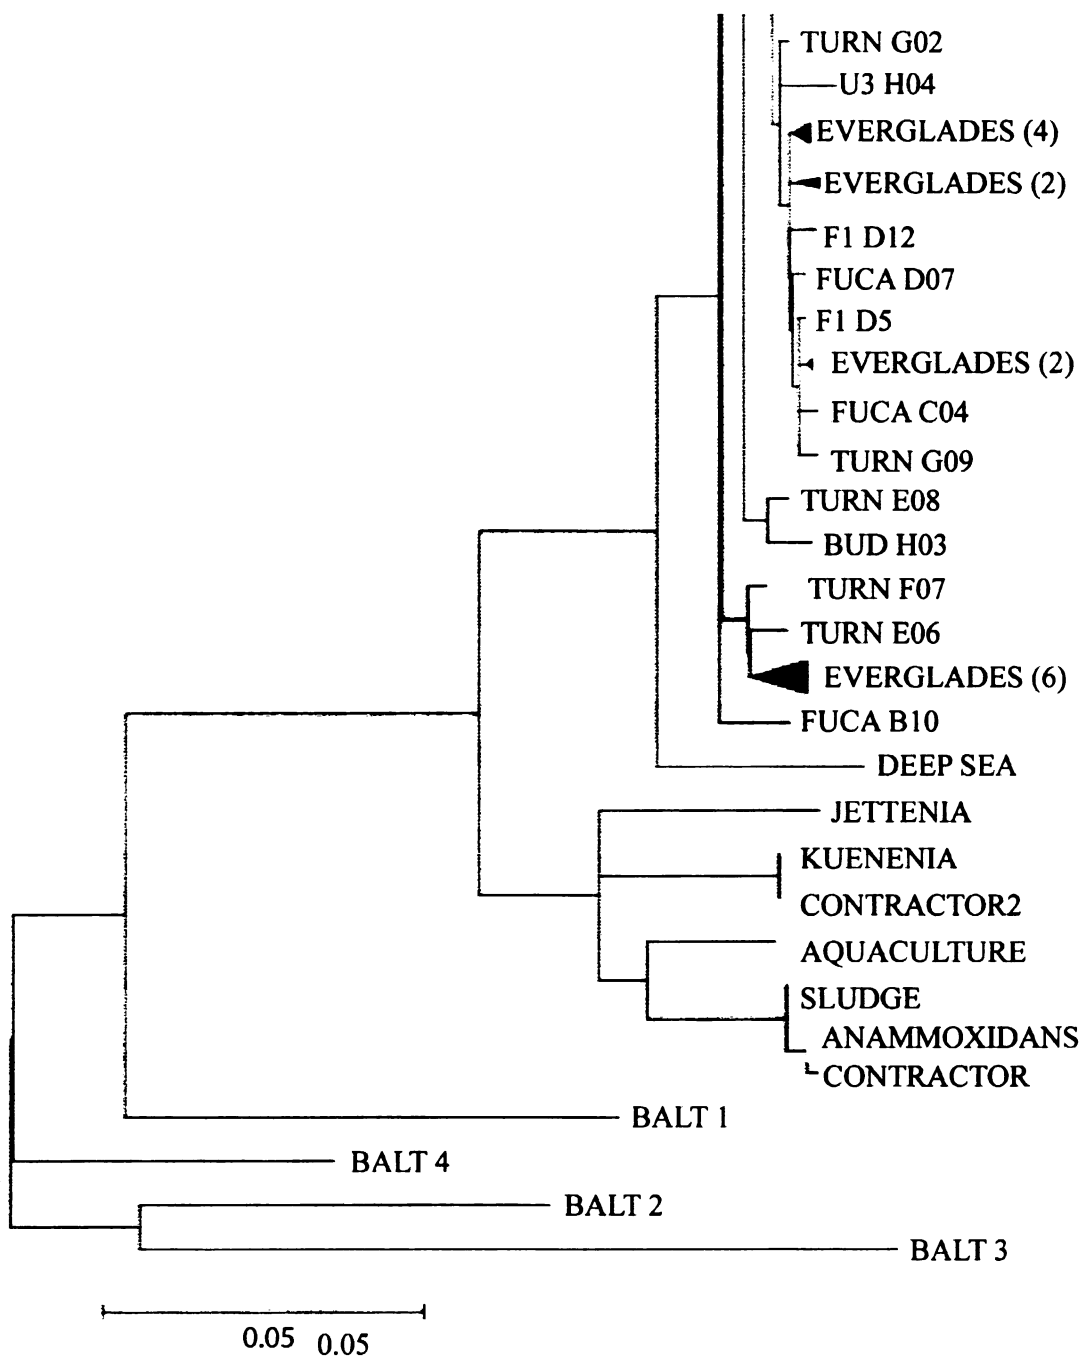 TURN G02
U3 H04
EVERGLADES (4)
EVERGLADES (2)
F1 D12
FUCA D07
F1 D5
EVERGLADES (2)
FUCA C04
TURN G09
TURN E08
BUD H03
TURN F07
TURN E06
EVERGLADES (6)
FUCA B10
DEEP SEA
JETTENIA
KUENENIA
CONTRACTOR2
AQUACULTURE
SLUDGE
ANAMMOXIDANS
CONTRACTOR
BALT 1
BALT 4
BALT 2
BALT 3
0.05 0.05